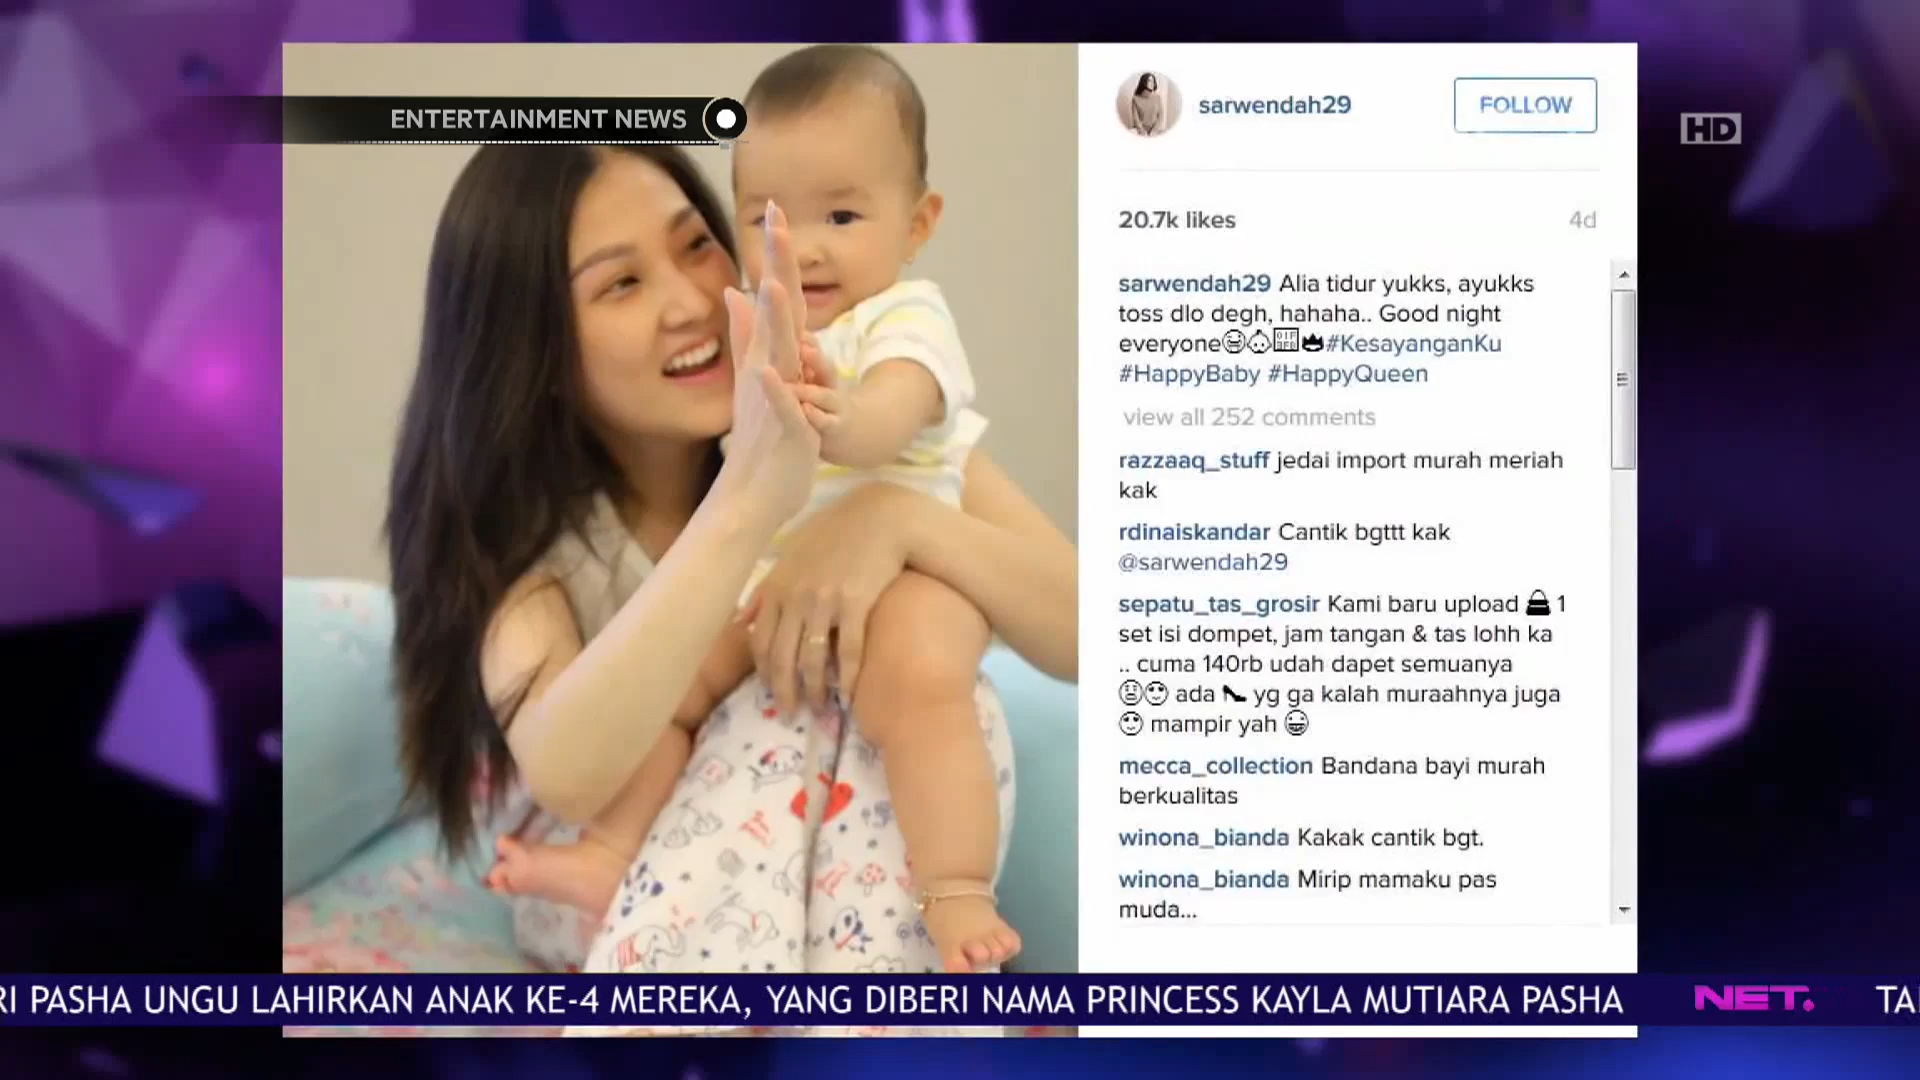 ENTERTAINMENT NEWS
HD
sarwendah29
FOLLOW
20.7k likes
4d
sarwendah29 Alia tidur yukks, ayukks
toss dlo degh, hahaha.. Good night
everyone #KesayanganKu
#HappyBaby #HappyQueen
view all 252 comments
razzaaq_stuff jedai import murah meriah
kak
rdinaiskandar Cantik bgttt kak
@sarwendah29
sepatu_tas_grosir Kami baru upload 1
set isi dompet, jam tangan & tas lohh ka
.. cuma 140rb udah dapet semuanya
ada yg ga kalah muraahnya juga
mampir yah
mecca_collection Bandana bayi murah
berkualitas
winona_bianda Kakak cantik bgt.
winona_bianda Mirip mamaku pas
muda...
RI PASHA UNGU LAHIRKAN ANAK KE-4 MEREKA, YANG DIBERI NAMA PRINCESS KAYLA MUTIARA PASHA NET. TA